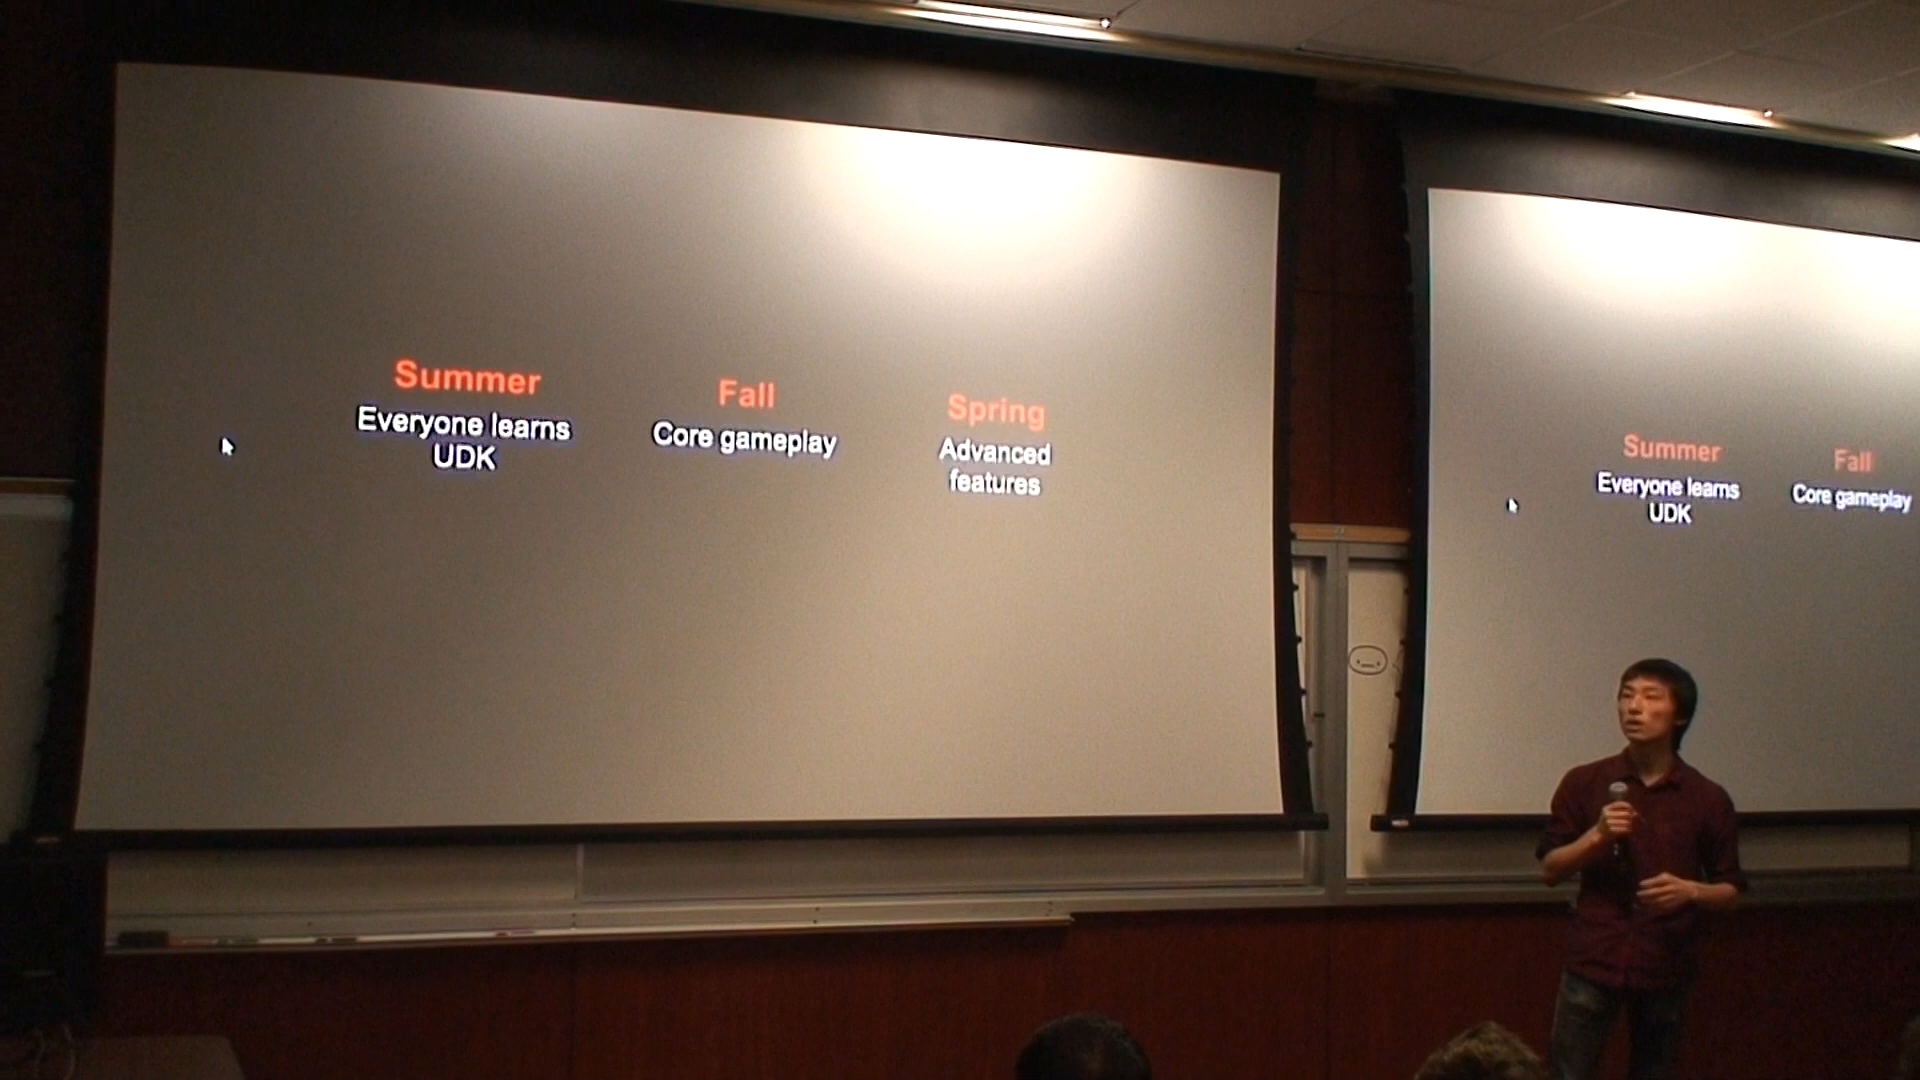 Summer
Everyone learns
UDK
Fall
Core gameplay
Spring
Advanced
features
Summer
Everyone learns
UDK
Fall
Core gameplay